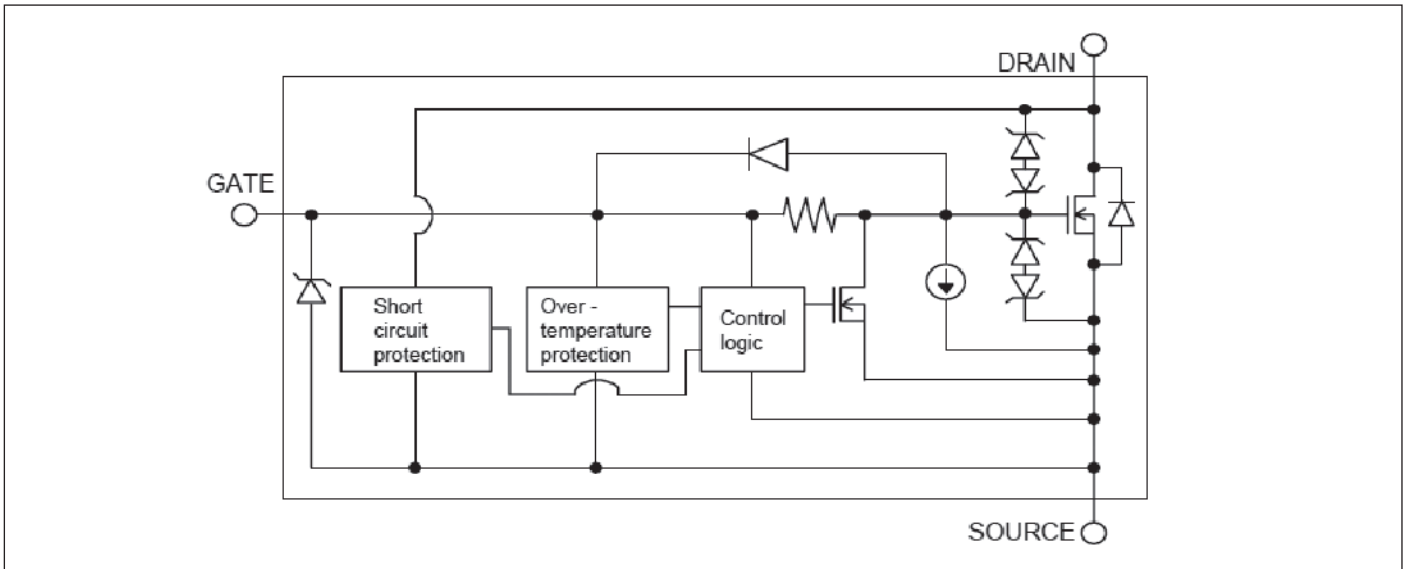 DRAIN
GATE
Short
circuit
protection
Over -
temperature
protection
Control
logic
SOURCE